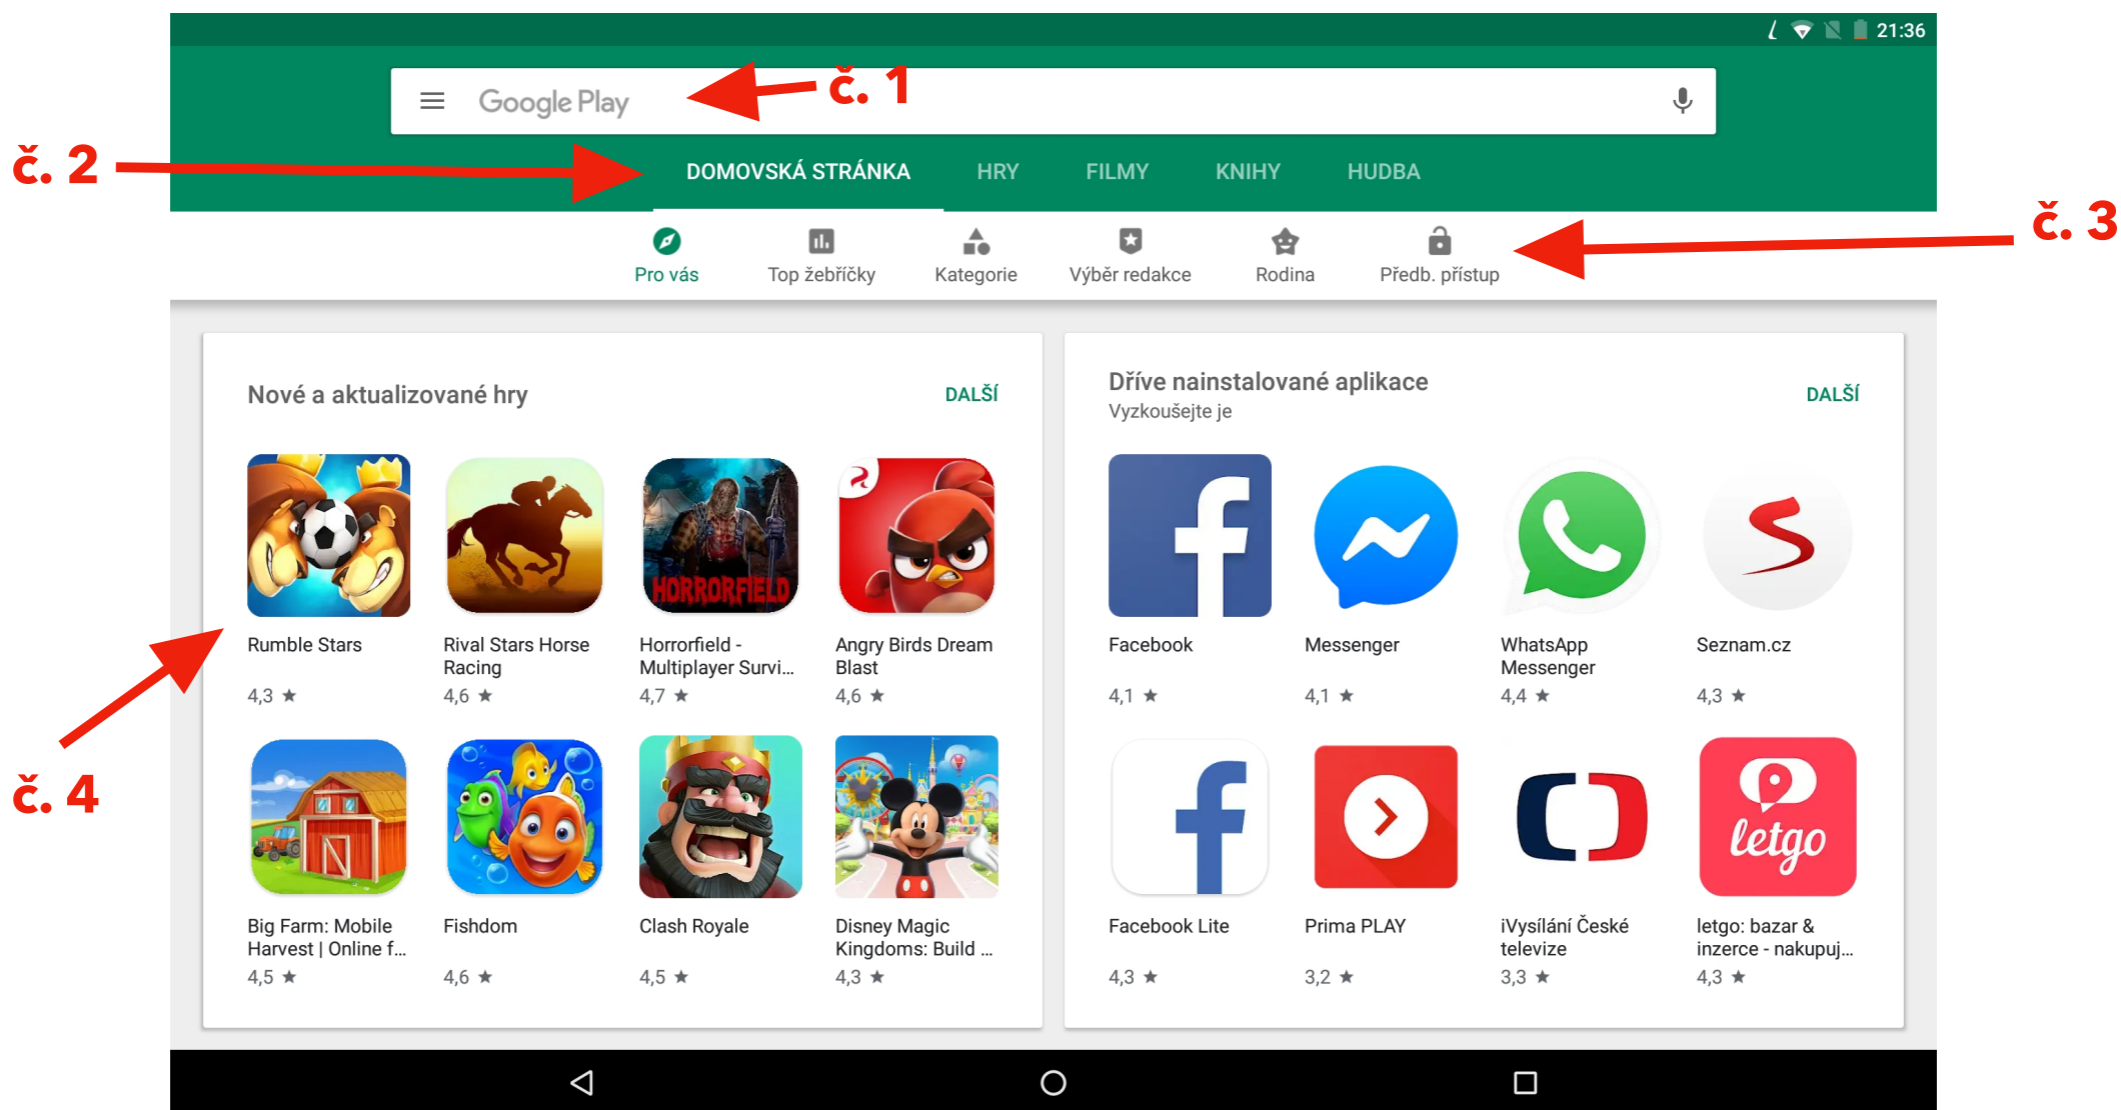 21:36
Google Play
č. 1
č. 2
DOMOVSKÁ STRÁNKA HRY FILMY KNIHY HUDBA
č. 3
Pro vás Top žebříčky Kategorie Výběr redakce Rodina Předb. přístup
Nové a aktualizované hry DALŠÍ
HORRORFIELD
Rumble Stars
4,3 ★
Rival Stars Horse
Racing
4,6 ★
Horrorfield -
Multiplayer Survi...
4,7 ★
Angry Birds Dream
Blast
4,6 ★
č. 4
Big Farm: Mobile
Harvest | Online f...
4,5 ★
Fishdom
4,6 ★
Clash Royale
4,5 ★
Disney Magic
Kingdoms: Build ...
4,3 ★
Dříve nainstalované aplikace
Vyzkoušejte je
DALŠÍ
Facebook
4,1 ★
Messenger
4,1 ★
WhatsApp
Messenger
4,4 ★
Seznam.cz
4,3 ★
letgo
Facebook Lite
4,3 ★
Prima PLAY
3,2 ★
iVysílání České
televize
3,3 ★
letgo: bazar &
inzerce - nakupuj...
4,3 ★